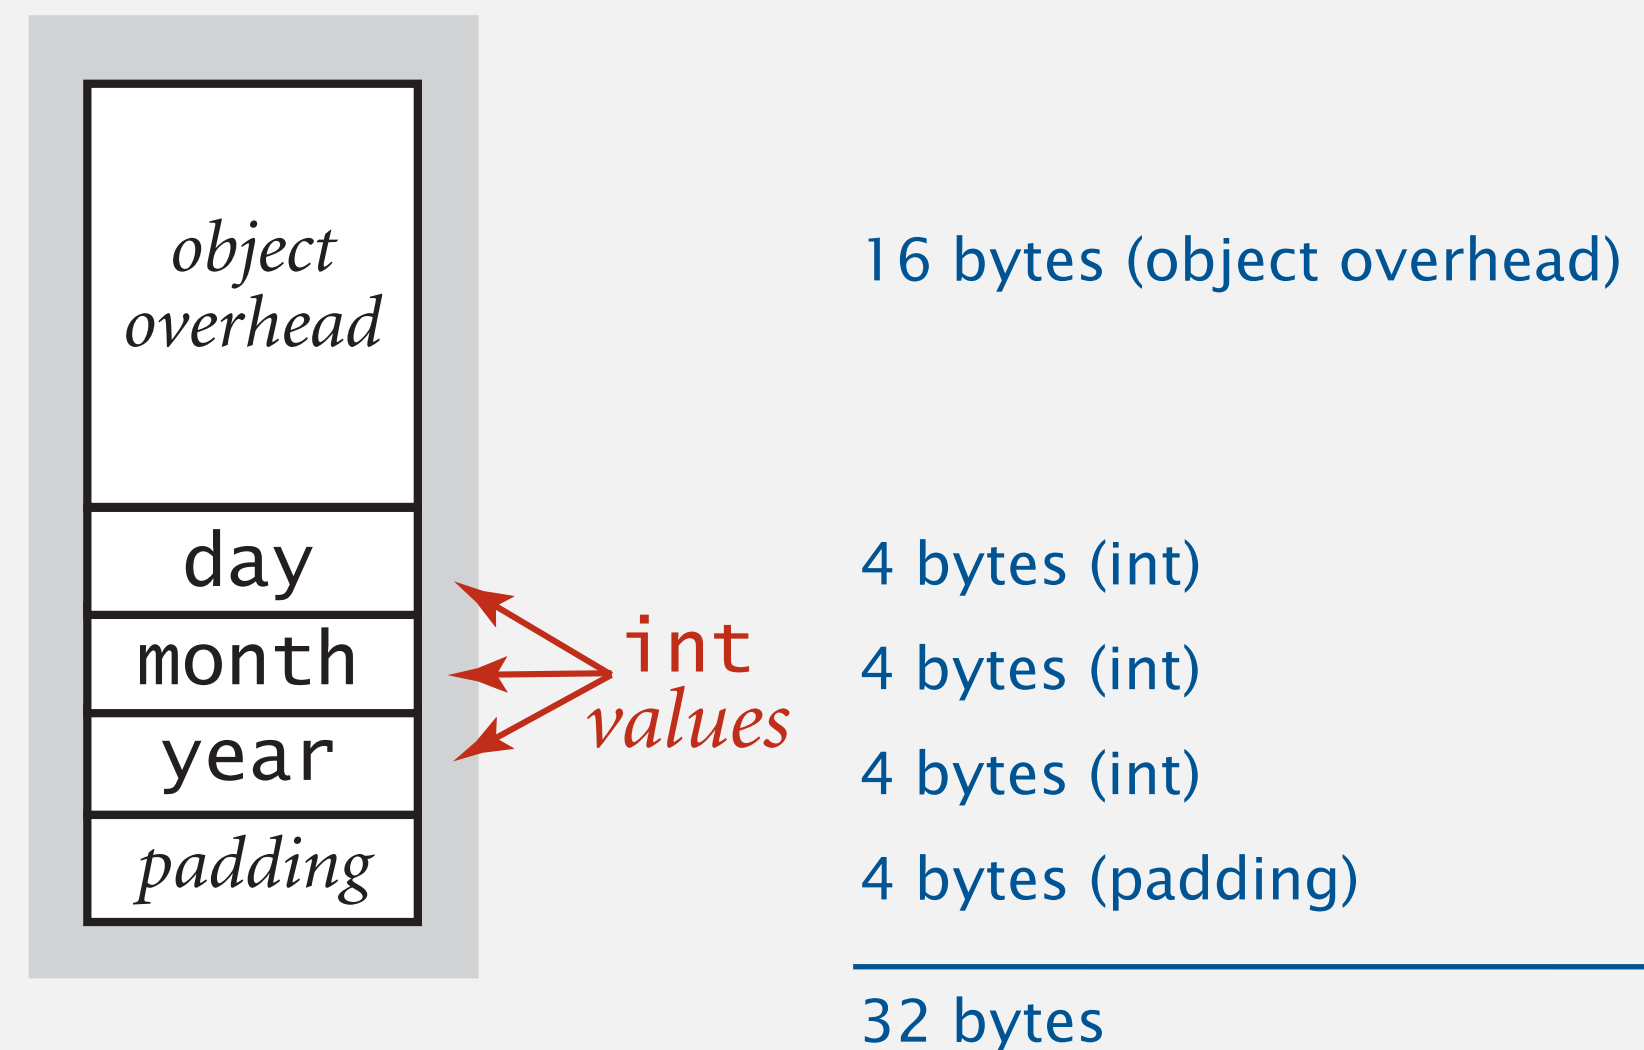 object
overhead
16 bytes (object overhead)
day
4 bytes (int)
month
4 bytes (int)
int
values
year
4 bytes (int)
padding
4 bytes (padding)
32 bytes